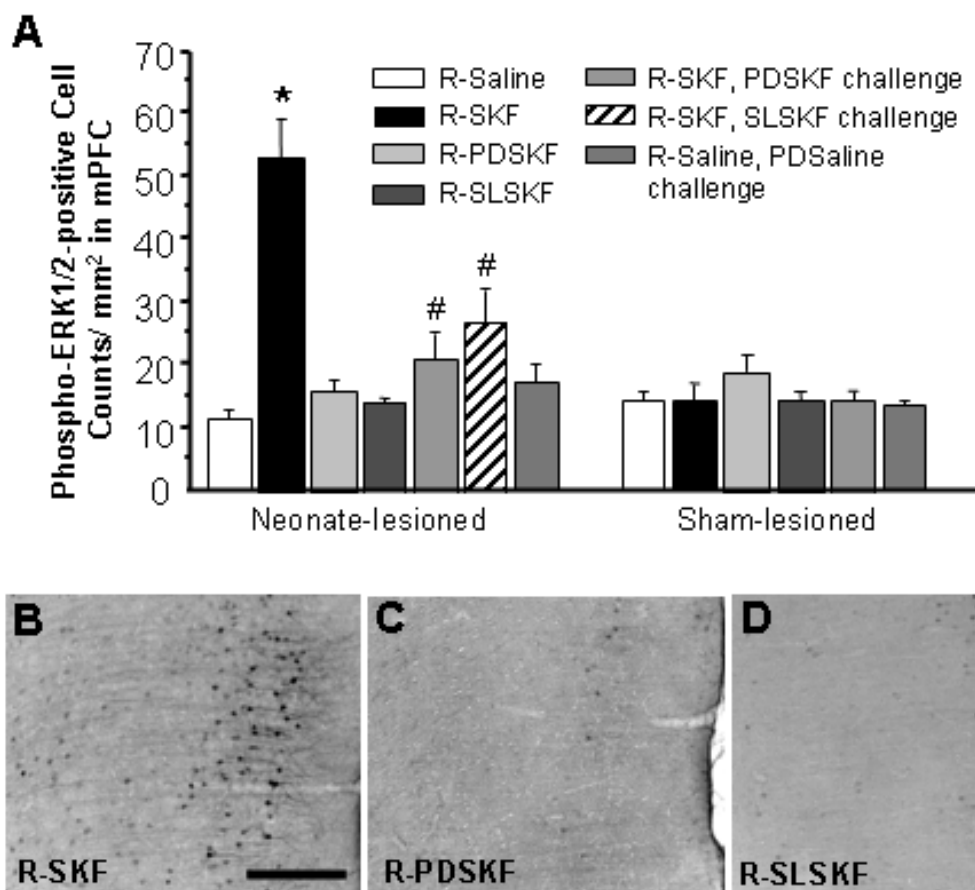 A
Phospho-ERK1/2-positive Cell
Counts/ mm² in mPFC
70
60
50
40
30
20
10
0
*
#
#
R-Saline
R-SKF
R-PDSKF
R-SLSKF
R-SKF, PDSKF challenge
R-SKF, SLSKF challenge
R-Saline, PDSaline
challenge
Neonate-lesioned
Sham-lesioned
B
R-SKF
C
R-PDSKF
D
R-SLSKF